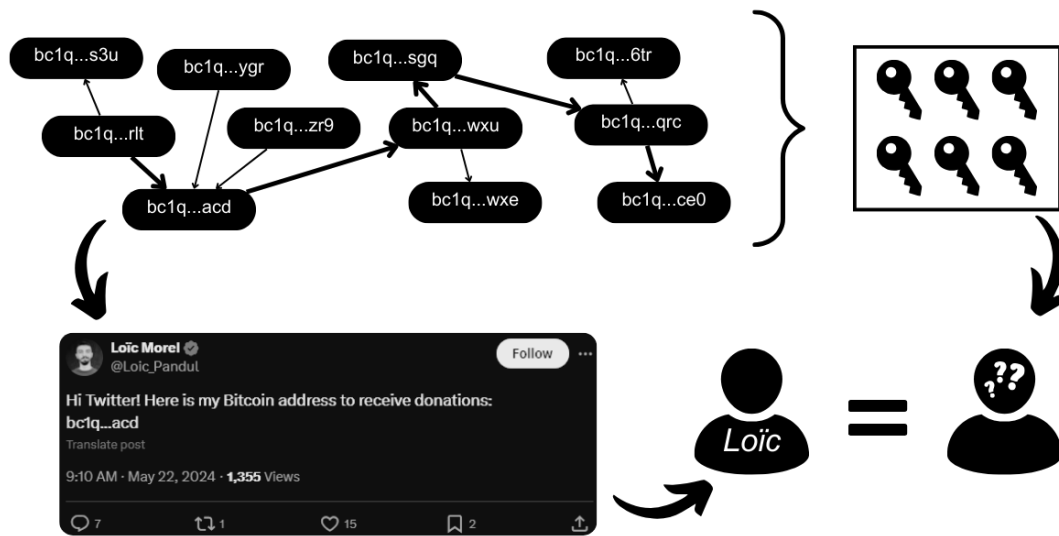 bc1q...s3u
bc1q...ygr
bc1q...sgq
bc1q...6tr
bc1q...rlt
bc1q...zr9
bc1q...wxu
bc1q...qrc
bc1q...acd
bc1q...wxe
bc1q...ce0
Loïc Morel
@Loic_Pandul
Follow
Hi Twitter! Here is my Bitcoin address to receive donations:
bc1q...acd
Translate post
9:10 AM · May 22, 2024 · 1,355 Views
7 1 15 2
Loïc
=
???